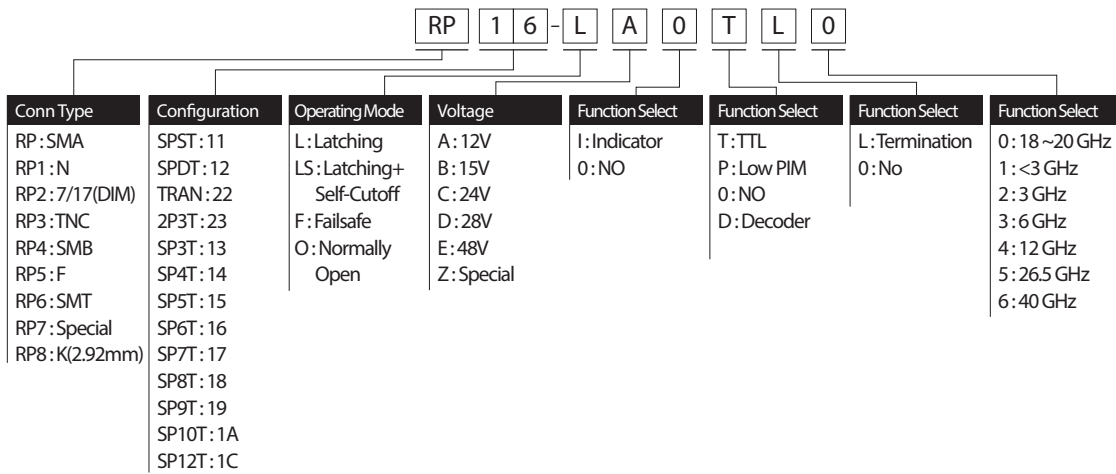 RP 1 6 - L A 0 T L 0
Conn Type
RP : SMA
RP1 : N
RP2 : 7/17(DIM)
RP3 : TNC
RP4 : SMB
RP5 : F
RP6 : SMT
RP7 : Special
RP8 : K(2.92mm)
Configuration
SPST : 11
SPDT : 12
TRAN : 22
2P3T : 23
SP3T : 13
SP4T : 14
SP5T : 15
SP6T : 16
SP7T : 17
SP8T : 18
SP9T : 19
SP10T : 1A
SP12T : 1C
Operating Mode
L : Latching
LS : Latching+
Self-Cutoff
F : Failsafe
O : Normally
Open
Voltage
A : 12V
B : 15V
C : 24V
D : 28V
E : 48V
Z : Special
Function Select
I : Indicator
0 : NO
Function Select
T : TTL
P : Low PIM
0 : NO
D : Decoder
Function Select
L : Termination
0 : No
Function Select
0 : 18 ~20 GHz
1 : <3 GHz
2 : 3 GHz
3 : 6 GHz
4 : 12 GHz
5 : 26.5 GHz
6 : 40 GHz